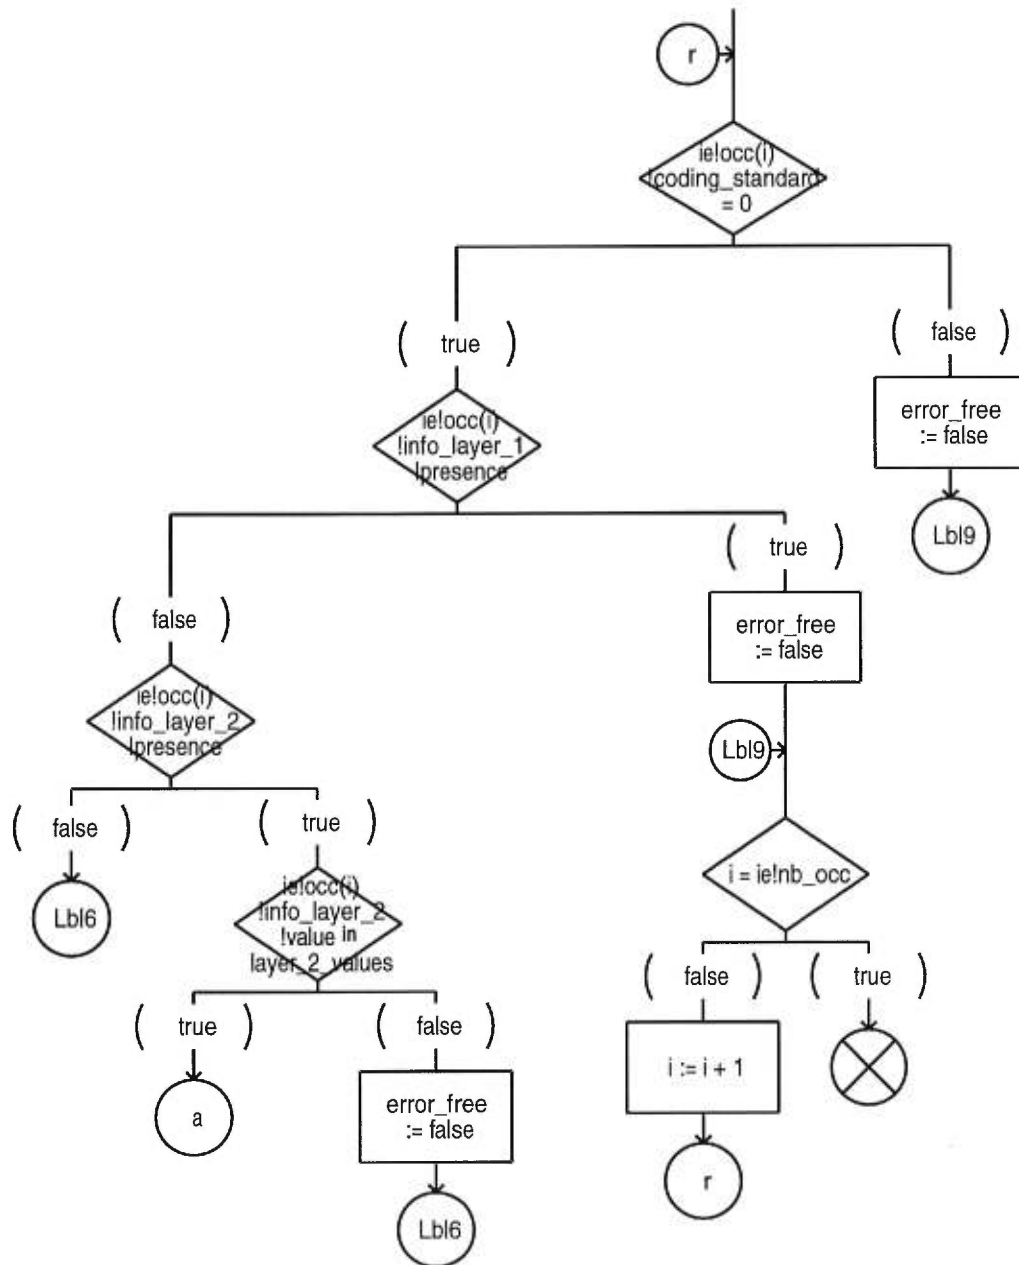 r
ie!occ(i)
!coding_standard
= 0
( true )
( false )
error_free
:= false
Lbl9
ie!occ(i)
!info_layer_1
!presence
( false )
( true )
error_free
:= false
Lbl9
ie!occ(i)
!info_layer_2
!presence
( false )
( true )
Lbl6
ie!occ(i)
!info_layer_2
!value in
layer_2_values
( true )
( false )
a
error_free
:= false
Lbl6
i = ie!nb_occ
( false )
( true )
i := i + 1
r